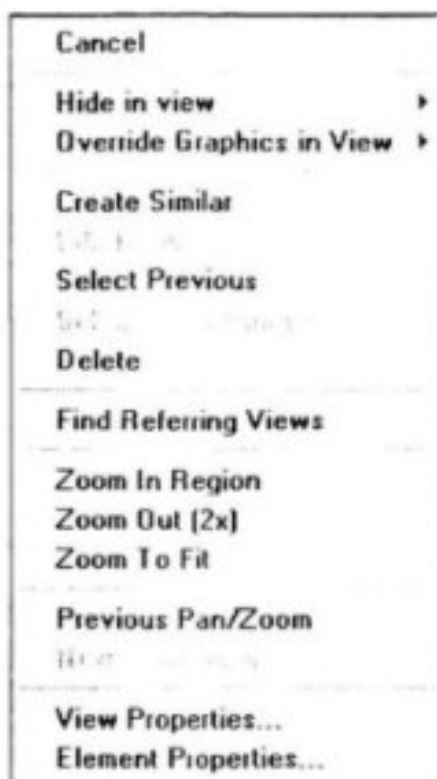 Cancel
Hide in view
Override Graphics in View
Create Similar
Select Previous
Delete
Find Referring Views
Zoom In Region
Zoom Out (2x)
Zoom To Fit
Previous Pan/Zoom
View Properties...
Element Properties...